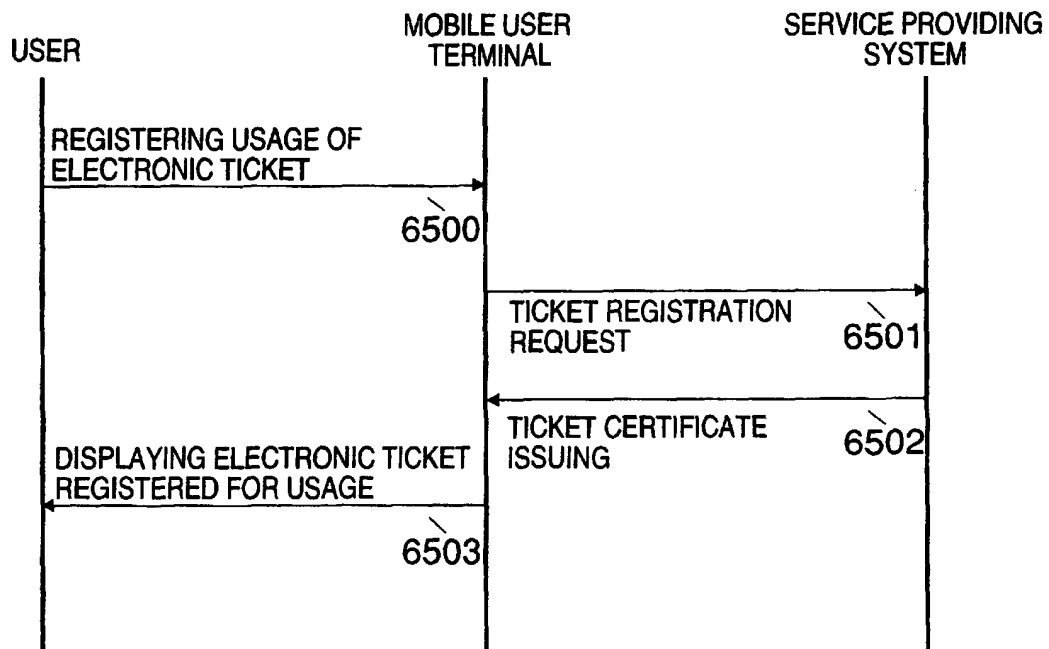 USER
MOBILE USER
TERMINAL
SERVICE PROVIDING
SYSTEM
REGISTERING USAGE OF
ELECTRONIC TICKET
6500
TICKET REGISTRATION
REQUEST
6501
TICKET CERTIFICATE
ISSUING
6502
DISPLAYING ELECTRONIC TICKET
REGISTERED FOR USAGE
6503